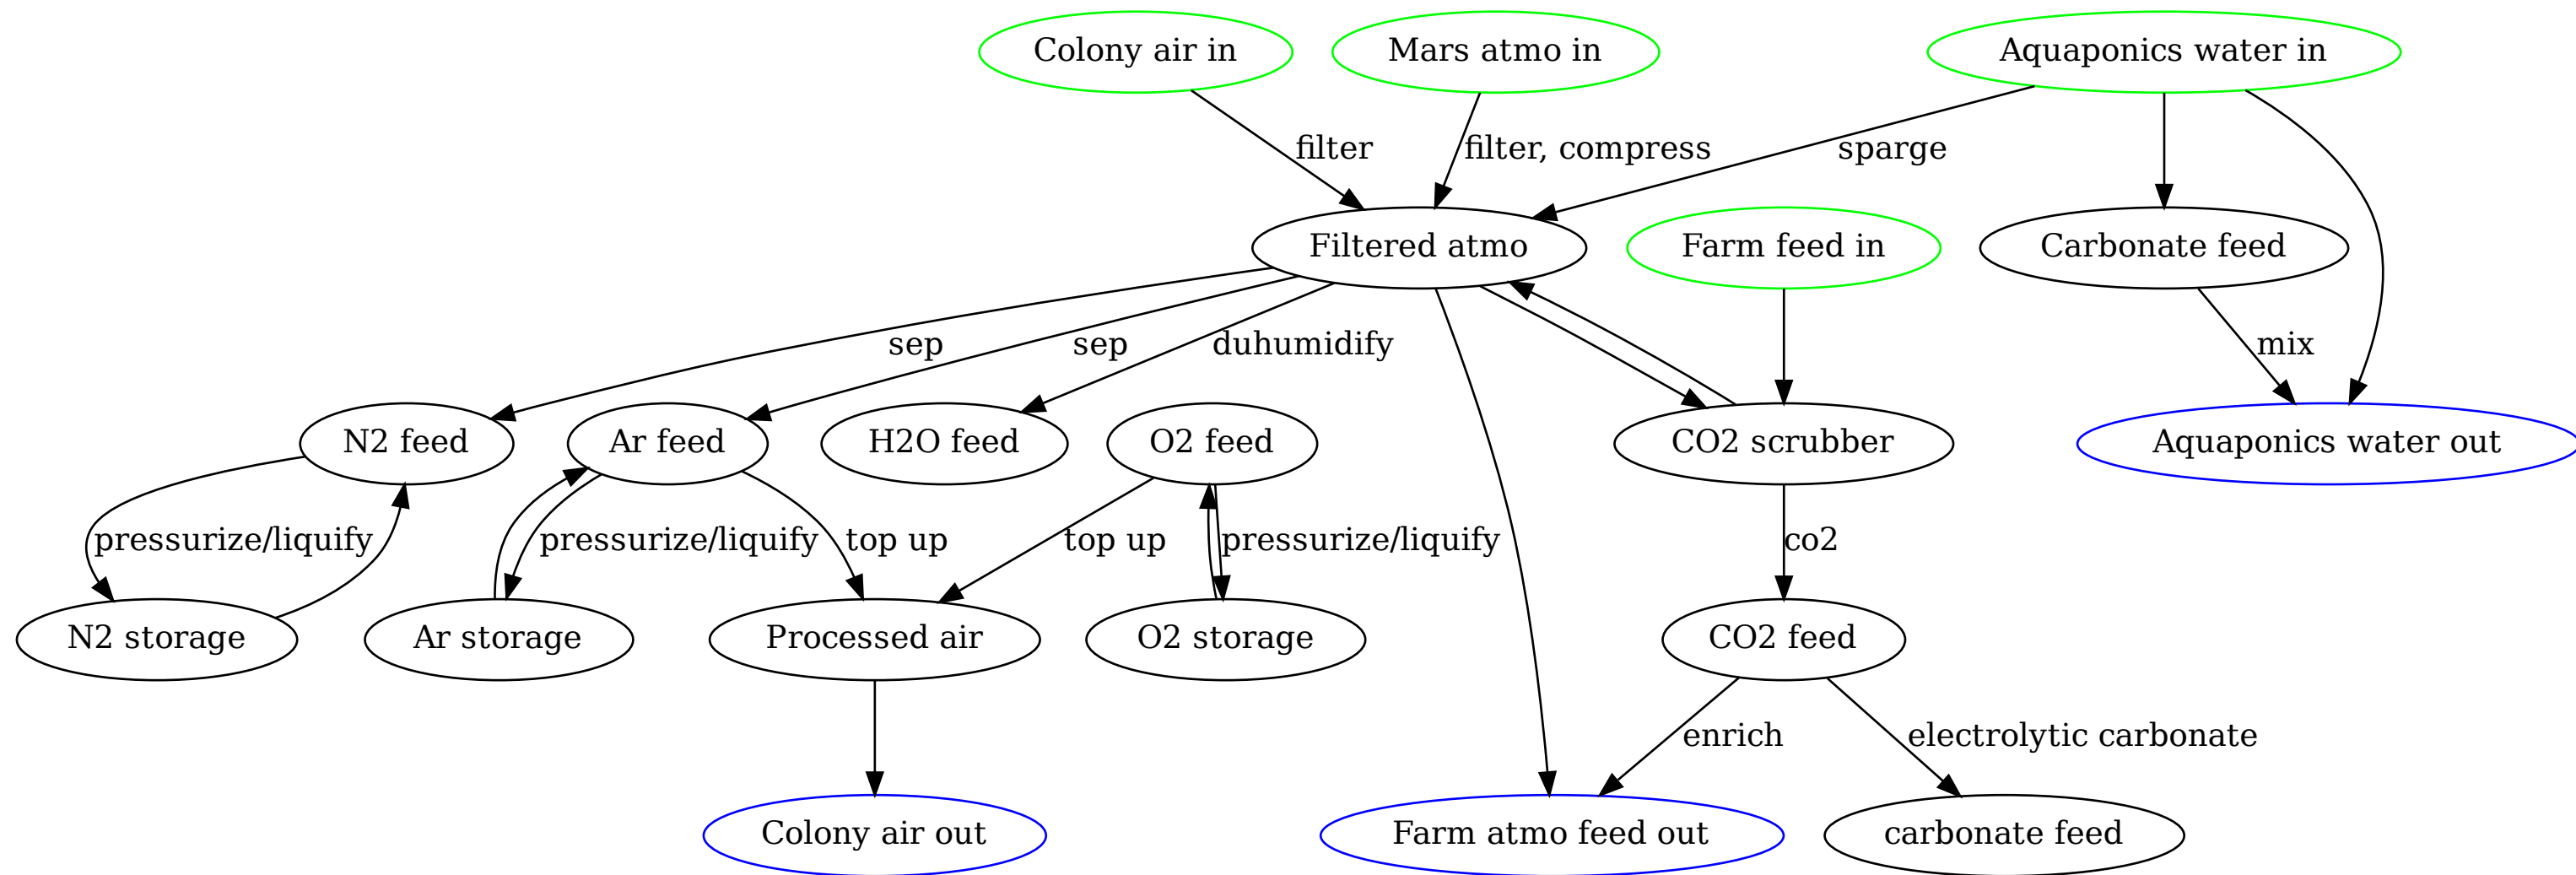 Colony air in
Mars atmo in
Aquaponics water in
filter
filter, compress
sparge
Filtered atmo
Farm feed in
Carbonate feed
sep
sep
duhumidify
mix
N2 feed
Ar feed
H2O feed
O2 feed
CO2 scrubber
Aquaponics water out
pressurize/liquify
pressurize/liquify
top up
top up
pressurize/liquify
co2
N2 storage
Ar storage
Processed air
O2 storage
CO2 feed
enrich
electrolytic carbonate
Colony air out
Farm atmo feed out
carbonate feed